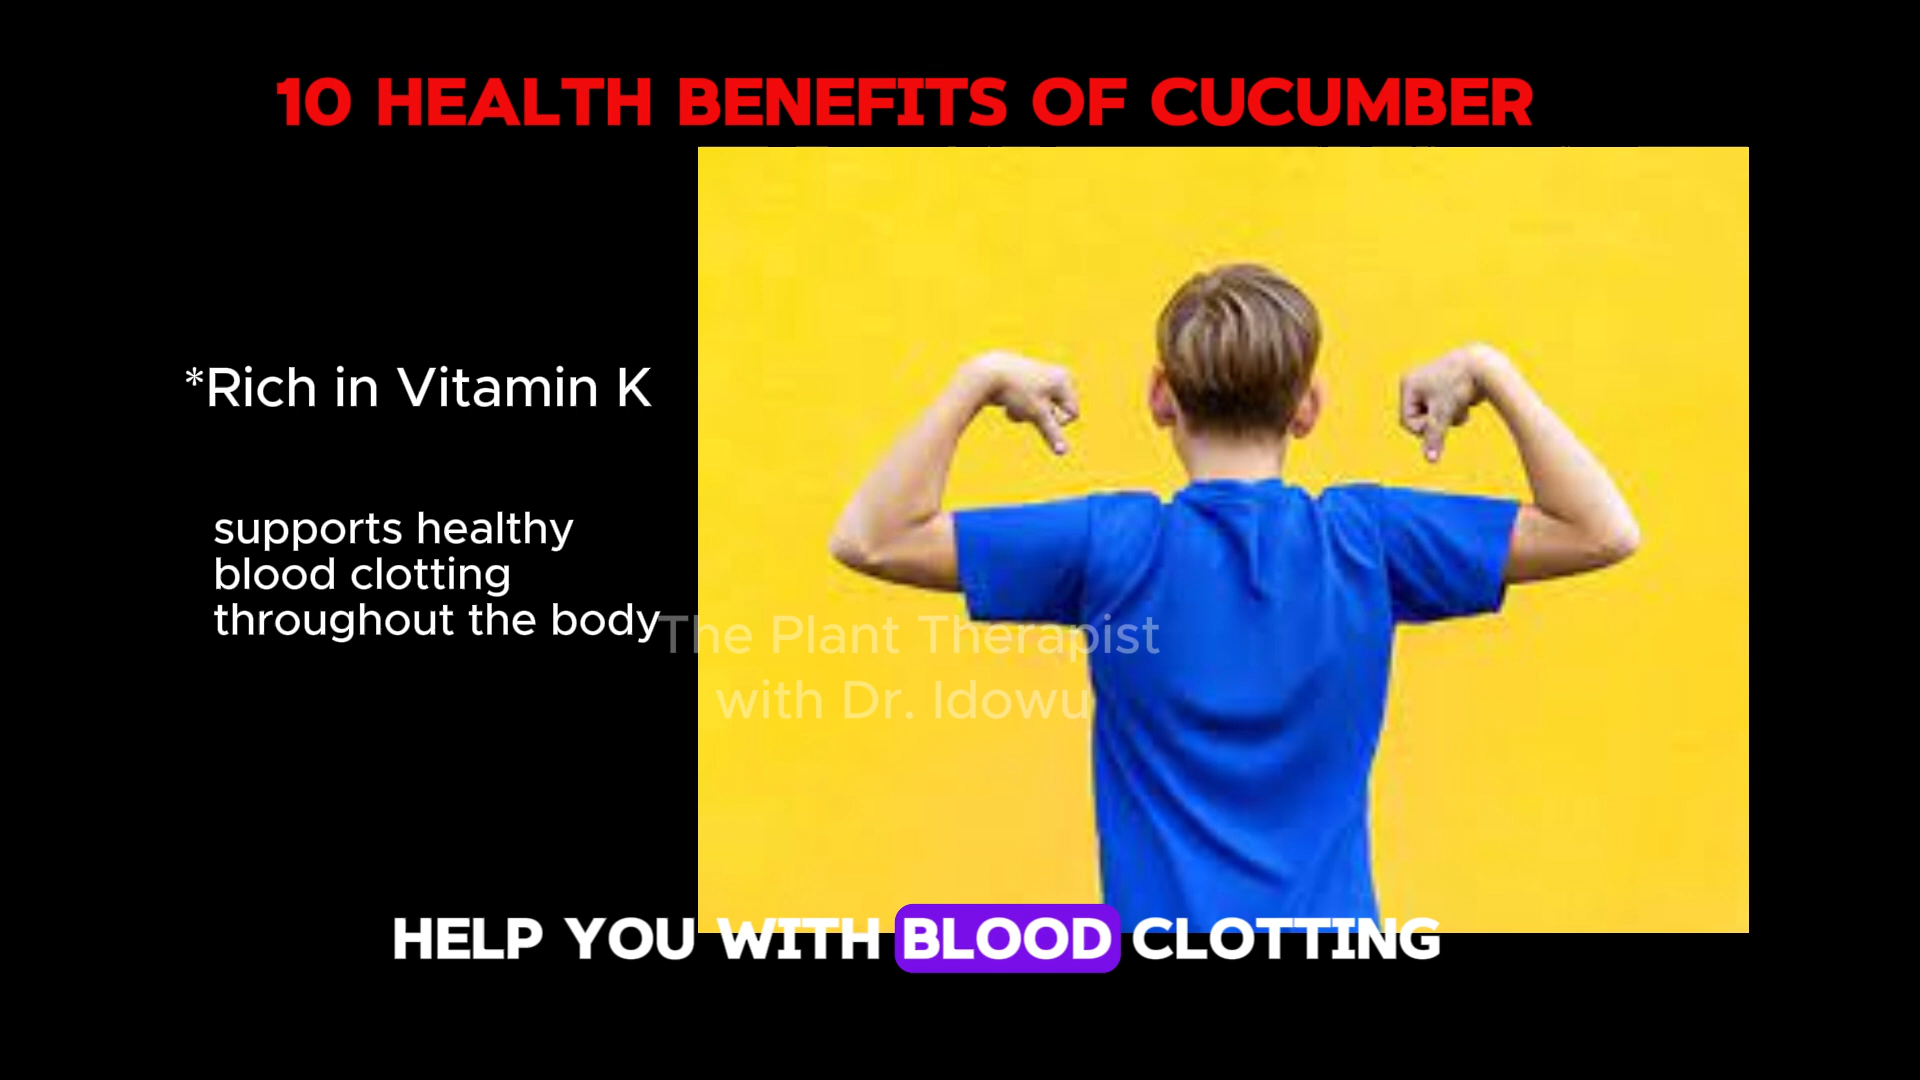 10 HEALTH BENEFITS OF CUCUMBER
*Rich in Vitamin K
supports healthy
blood clotting
throughout the body
The Plant Therapist
with Dr. Idowu
HELP YOU WITH BLOOD CLOTTING